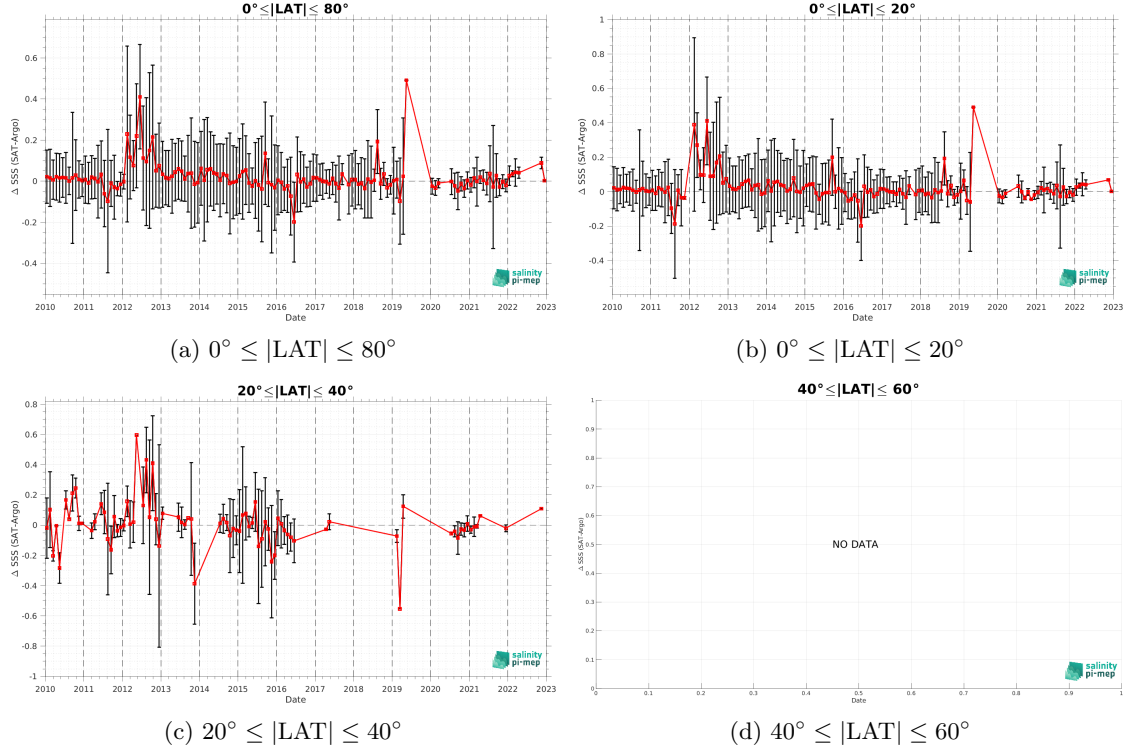 0°≤|LAT|≤ 80°
Δ SSS (SAT-Argo)
0.6
0.4
0.2
0
-0.2
-0.4
2010 2011 2012 2013 2014 2015 2016 2017 2018 2019 2020 2021 2022 2023
Date
salinity
pi-mep
(a) 0° ≤ |LAT| ≤ 80°
0°≤|LAT|≤ 20°
Δ SSS (SAT-Argo)
1
0.8
0.6
0.4
0.2
0
-0.2
-0.4
-0.6
2010 2011 2012 2013 2014 2015 2016 2017 2018 2019 2020 2021 2022 2023
Date
salinity
pi-mep
(b) 0° ≤ |LAT| ≤ 20°
20°≤|LAT|≤ 40°
Δ SSS (SAT-Argo)
0.8
0.6
0.4
0.2
0
-0.2
-0.4
-0.6
-0.8
-1
2010 2011 2012 2013 2014 2015 2016 2017 2018 2019 2020 2021 2022 2023
Date
salinity
pi-mep
(c) 20° ≤ |LAT| ≤ 40°
40°≤|LAT|≤ 60°
Δ SSS (SAT-Argo)
1
0.9
0.8
0.7
0.6
0.5
0.4
0.3
0.2
0.1
0
NO DATA
0 0.1 0.2 0.3 0.4 0.5 0.6 0.7 0.8 0.9 1
Date
salinity
pi-mep
(d) 40° ≤ |LAT| ≤ 60°